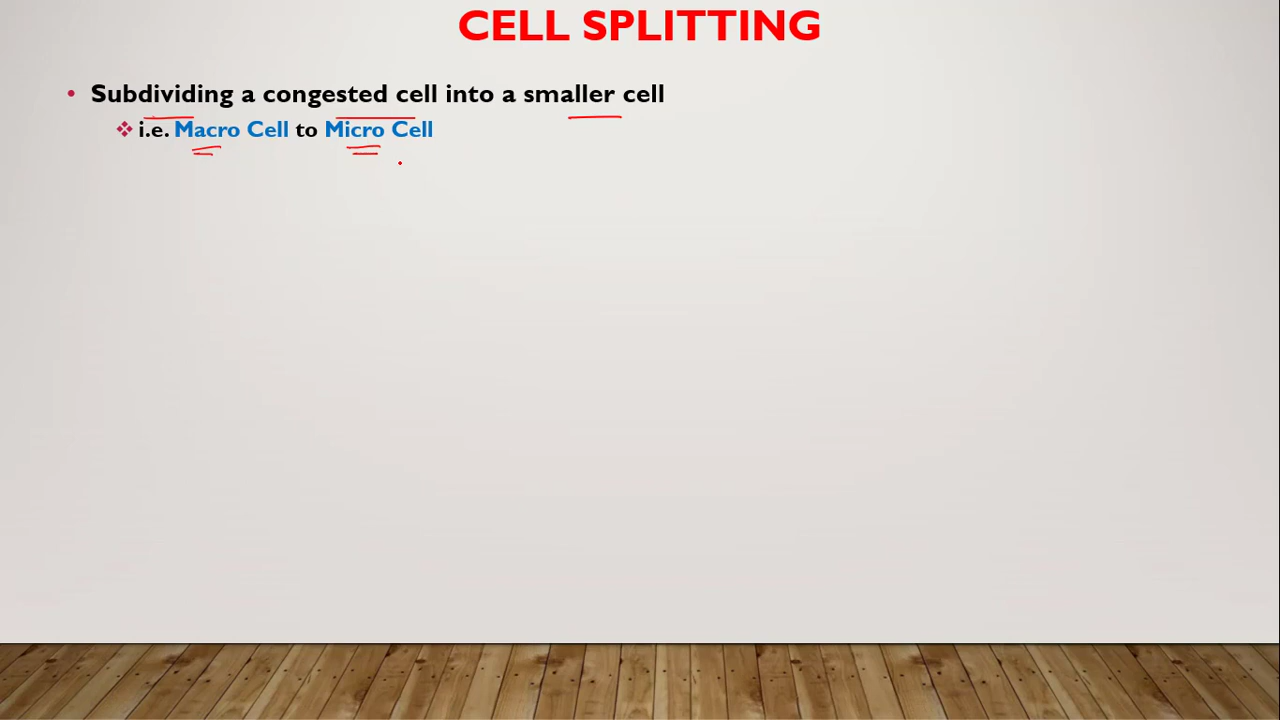 CELL SPLITTING
• Subdividing a congested cell into a smaller cell
❖ i.e. Macro Cell to Micro Cell